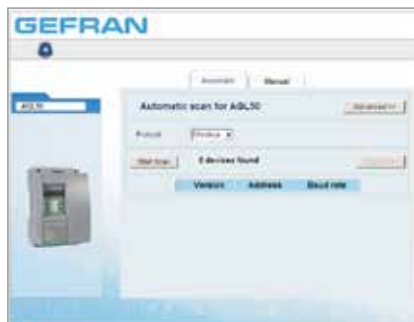 GEFRAN
Automatic Manual
AGL50
Automatic scan for AGL50
Advanced >>
Protocol
Modbus
Start Scan
0 devices found
Version Address Baud rate